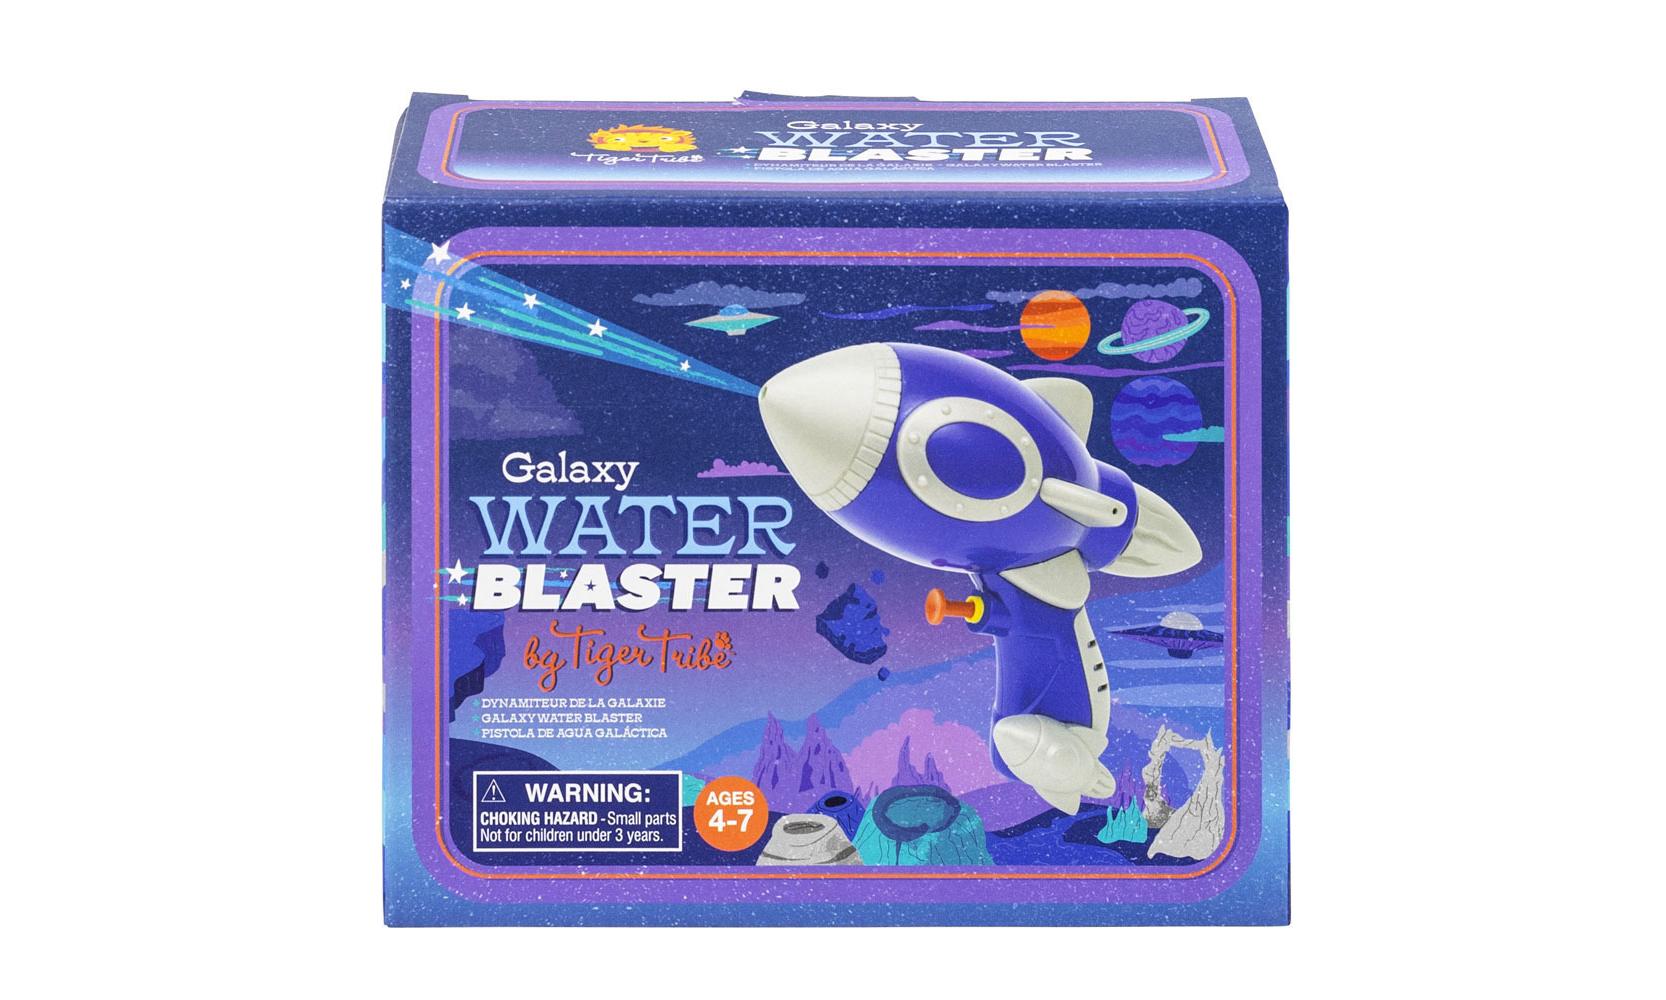 Tiger Tribe
Galaxy
WATER
BLASTER
DYNAMITEUR DE LA GALAXIE - GALAXY WATER BLASTER
PISTOLA DE AGUA GALÁCTICA
Galaxy
WATER
BLASTER
by Tiger Tribe
DYNAMITEUR DE LA GALAXIE
GALAXY WATER BLASTER
PISTOLA DE AGUA GALÁCTICA
WARNING:
CHOKING HAZARD - Small parts
Not for children under 3 years.
AGES
4-7